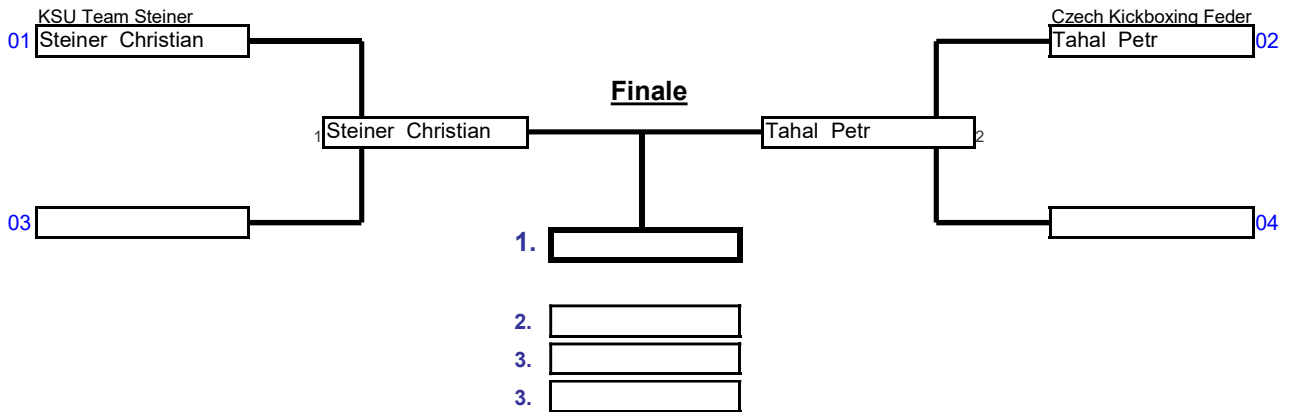 KSU Team Steiner
01 Steiner Christian
Czech Kickboxing Feder
Tahal Petr 02
Finale
1 Steiner Christian
Tahal Petr 2
03
04
1.
2.
3.
3.